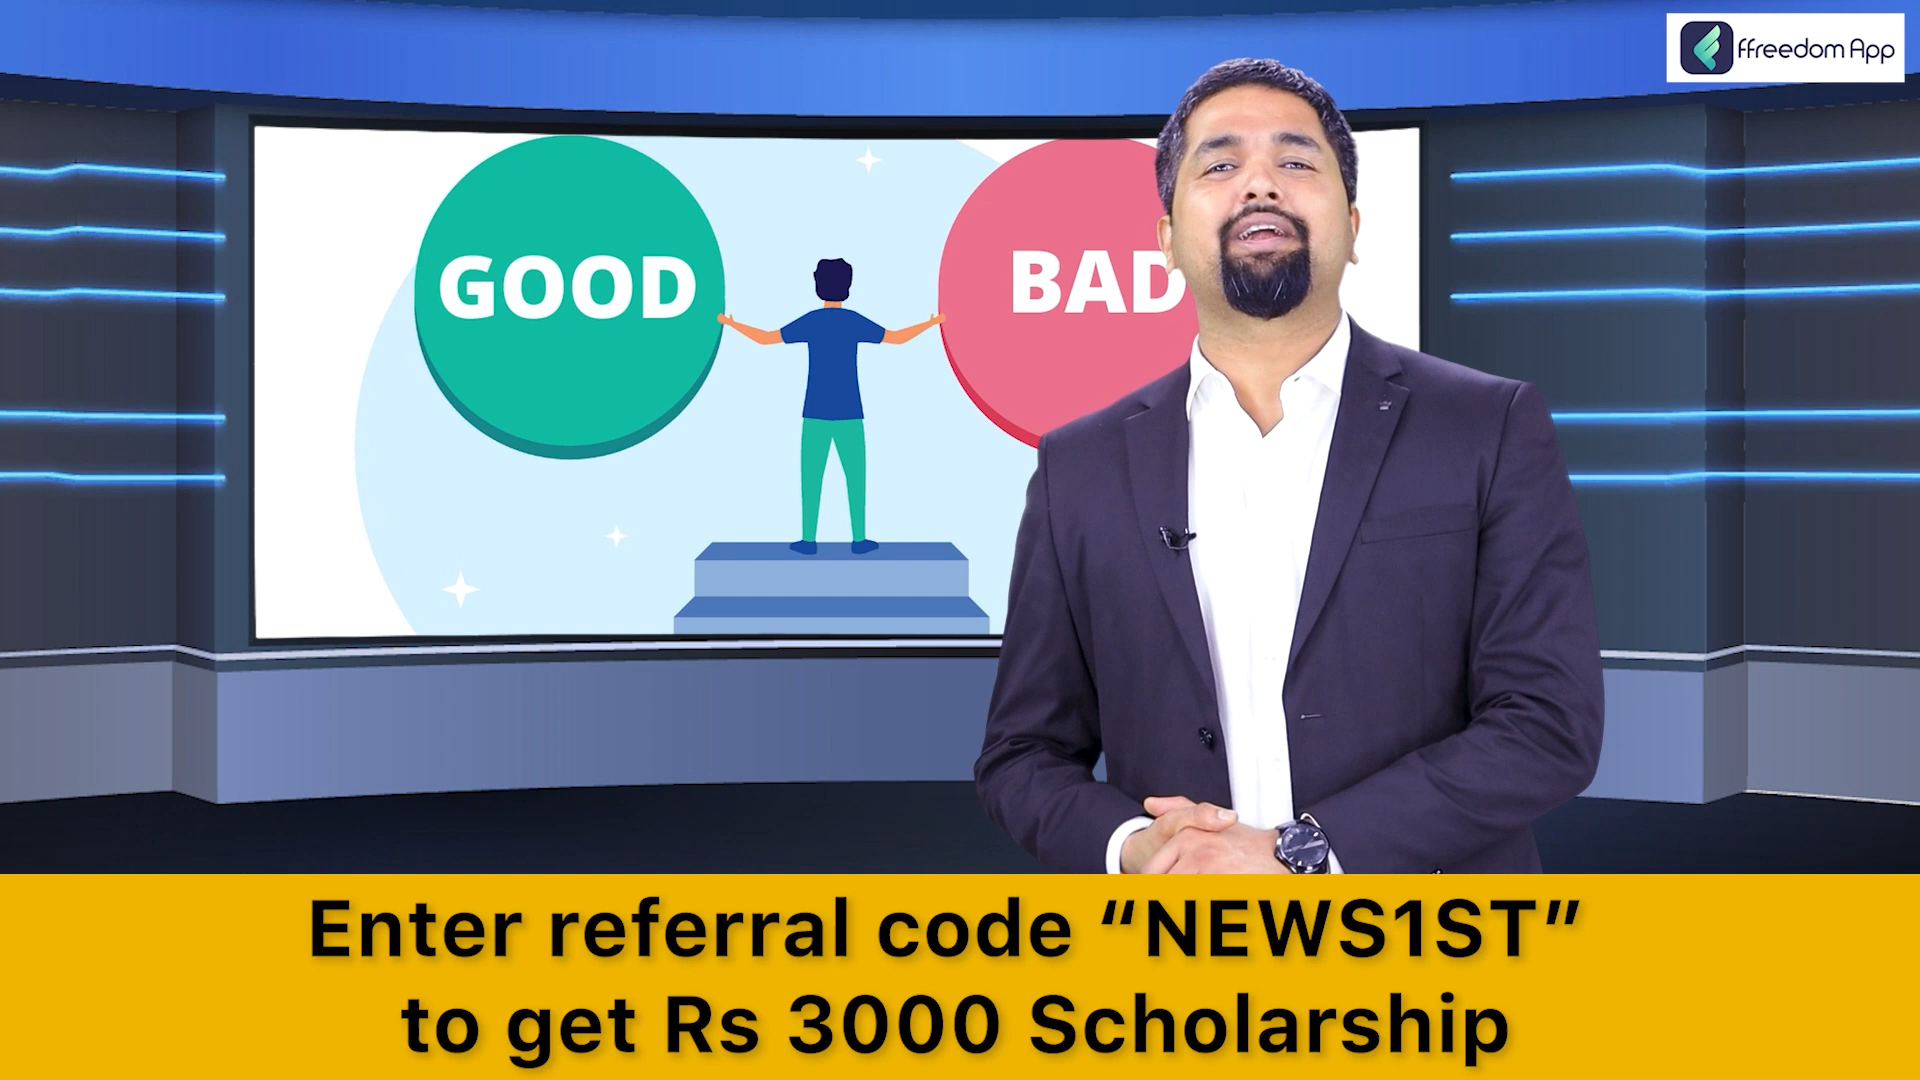 ffreedom App
GOOD
BAD
Enter referral code “NEWS1ST”
to get Rs 3000 Scholarship